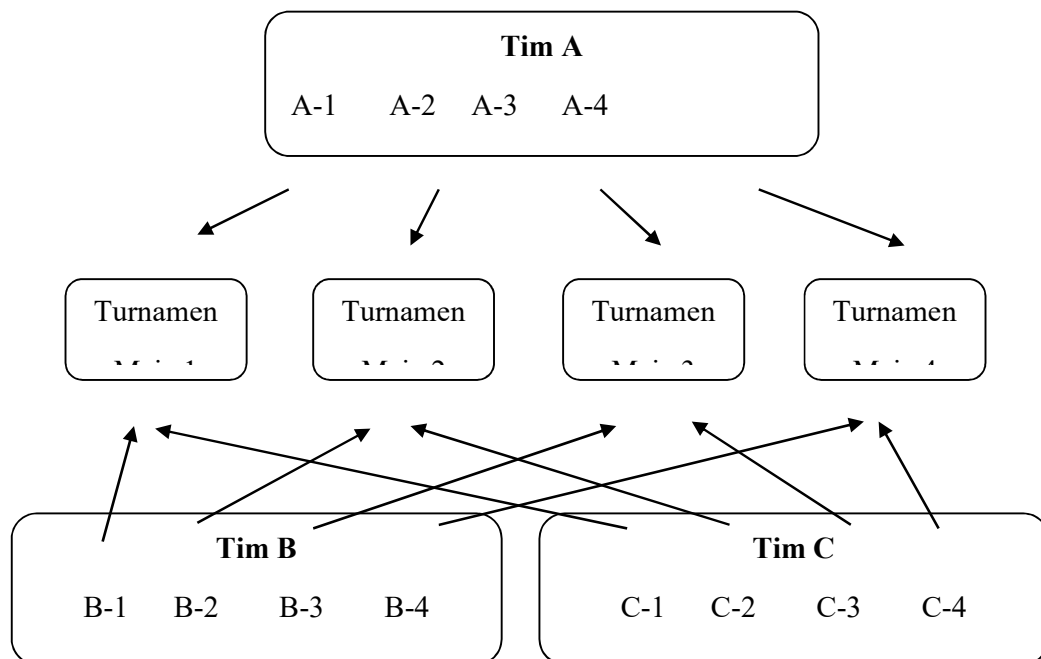 Tim A
A-1 A-2 A-3 A-4
Turnamen Turnamen Turnamen Turnamen
Tim B Tim C
B-1 B-2 B-3 B-4 C-1 C-2 C-3 C-4